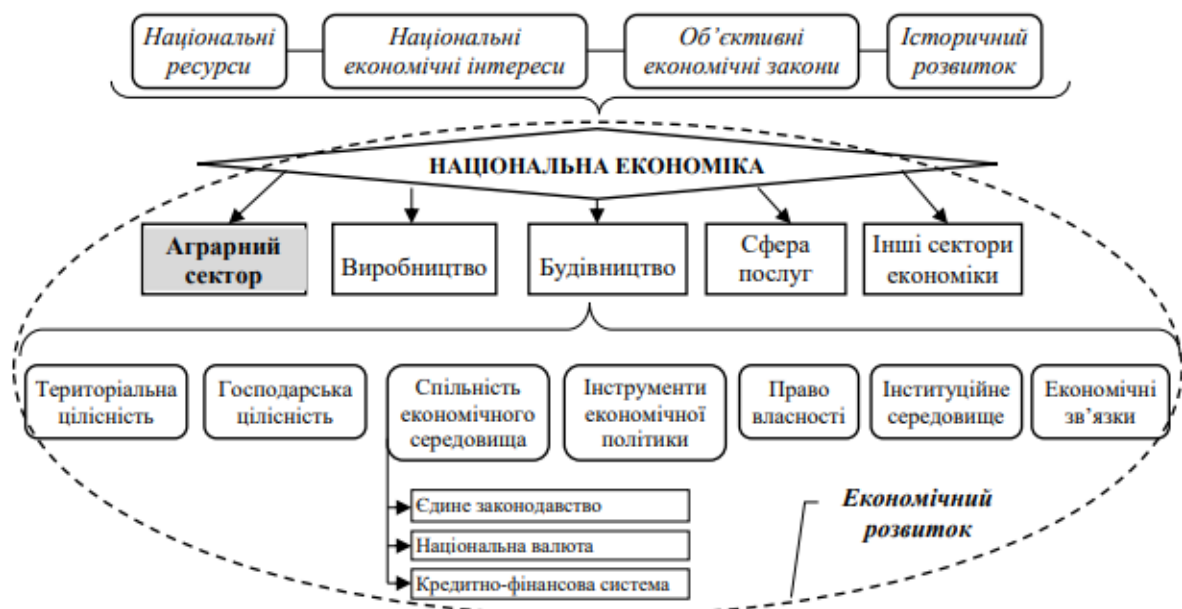 Національні
ресурси
Національні
економічні інтереси
Об’єктивні
економічні закони
Історичний
розвиток
НАЦІОНАЛЬНА ЕКОНОМІКА
Аграрний
сектор
Виробництво
Будівництво
Сфера
послуг
Інші сектори
економіки
Територіальна
цілісність
Господарська
цілісність
Спільність
економічного
середовища
Інструменти
економічної
політики
Право
власності
Інституційне
середовище
Економічні
зв’язки
Єдине законодавство
Національна валюта
Кредитно-фінансова система
Економічний
розвиток